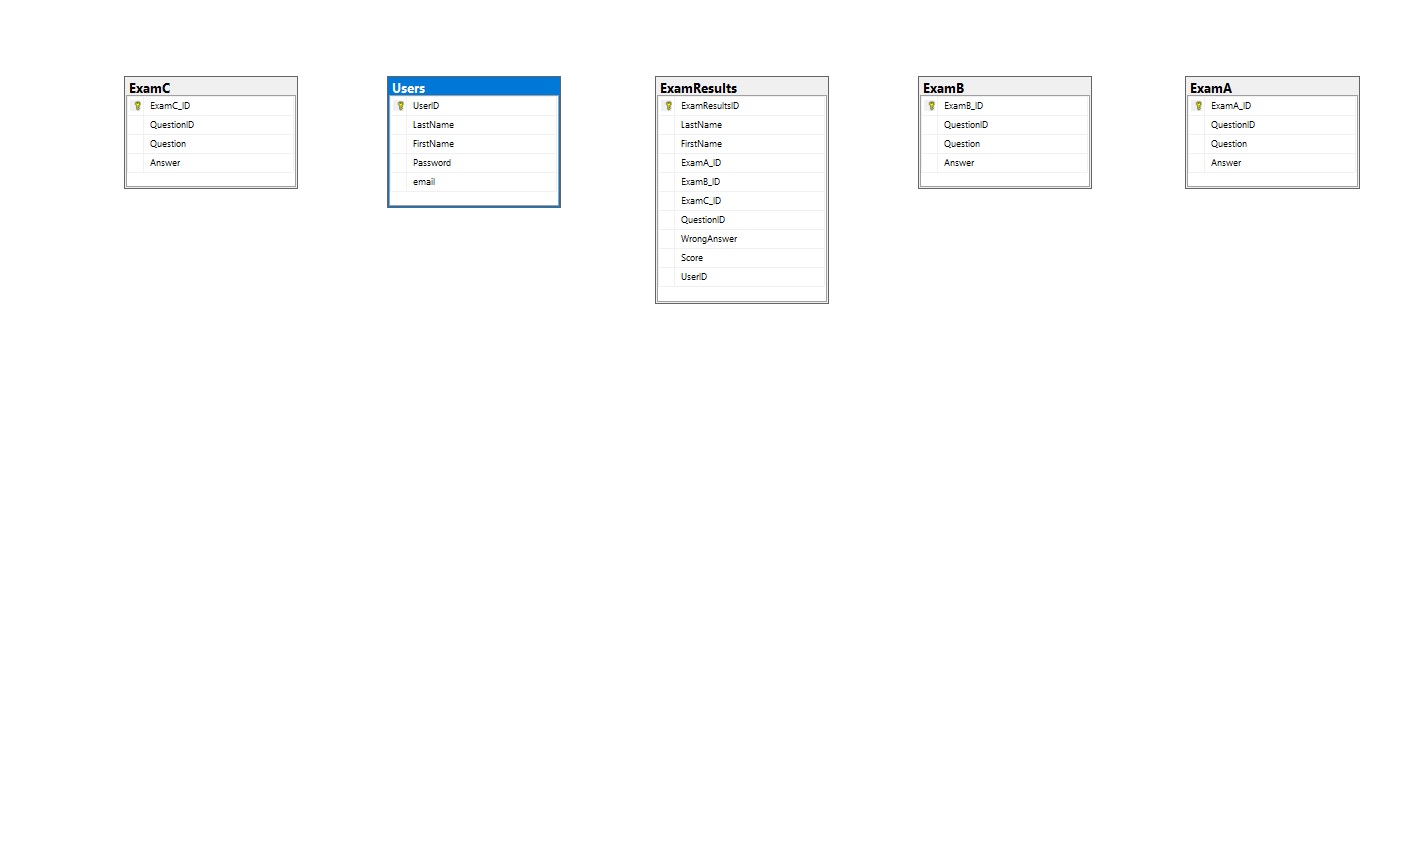 ExamC
ExamC_ID
QuestionID
Question
Answer
Users
UserID
LastName
FirstName
Password
email
ExamResults
ExamResultsID
LastName
FirstName
ExamA_ID
ExamB_ID
ExamC_ID
QuestionID
WrongAnswer
Score
UserID
ExamB
ExamB_ID
QuestionID
Question
Answer
ExamA
ExamA_ID
QuestionID
Question
Answer